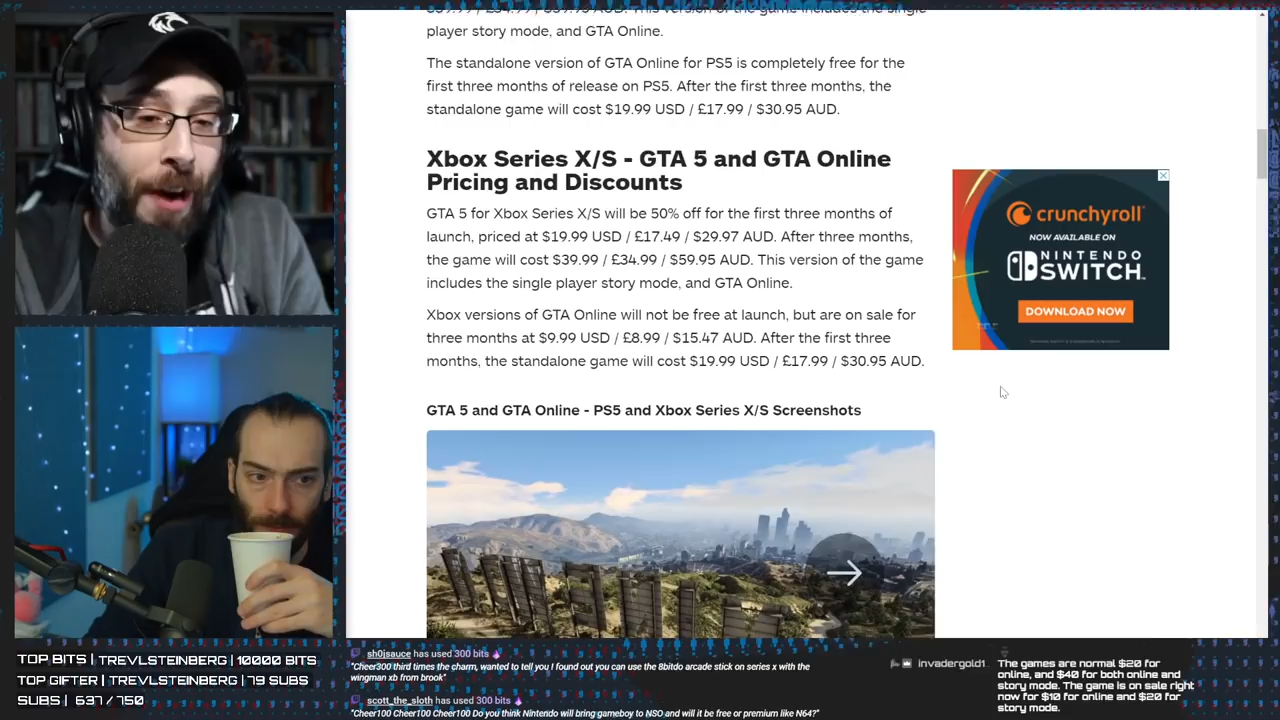 player story mode, and GTA Online.
The standalone version of GTA Online for PS5 is completely free for the
first three months of release on PS5. After the first three months, the
standalone game will cost $19.99 USD / £17.99 / $30.95 AUD.
Xbox Series X/S - GTA 5 and GTA Online
Pricing and Discounts
GTA 5 for Xbox Series X/S will be 50% off for the first three months of
launch, priced at $19.99 USD / £17.49 / $29.97 AUD. After three months,
the game will cost $39.99 / £34.99 / $59.95 AUD. This version of the game
includes the single player story mode, and GTA Online.
Xbox versions of GTA Online will not be free at launch, but are on sale for
three months at $9.99 USD / £8.99 / $15.47 AUD. After the first three
months, the standalone game will cost $19.99 USD / £17.99 / $30.95 AUD.
GTA 5 and GTA Online - PS5 and Xbox Series X/S Screenshots
crunchyroll
NOW AVAILABLE ON
NINTENDO
SWITCH
DOWNLOAD NOW
TOP BITS | TREVLSTEINBERG | 10000 BITS
TOP GIFTER | TREVLSTEINBERG | 79 SUBS
SUBS | 637 / 750
sh0jsauce has used 300 bits
"Cheer300 third times the charm, wanted to tell you I found out you can use the 8bitdo arcade stick on series x with the
wingman xb from brook"
scott_the_sloth has used 300 bits
"Cheer100 Cheer100 Cheer100 Do you think Nintendo will bring gameboy to NSO and will it be free or premium like N64?"
invadergold1
The games are normal $20 for
online, and $40 for both online and
story mode. The game is on sale right
now for $10 for online and $20 for
story mode.